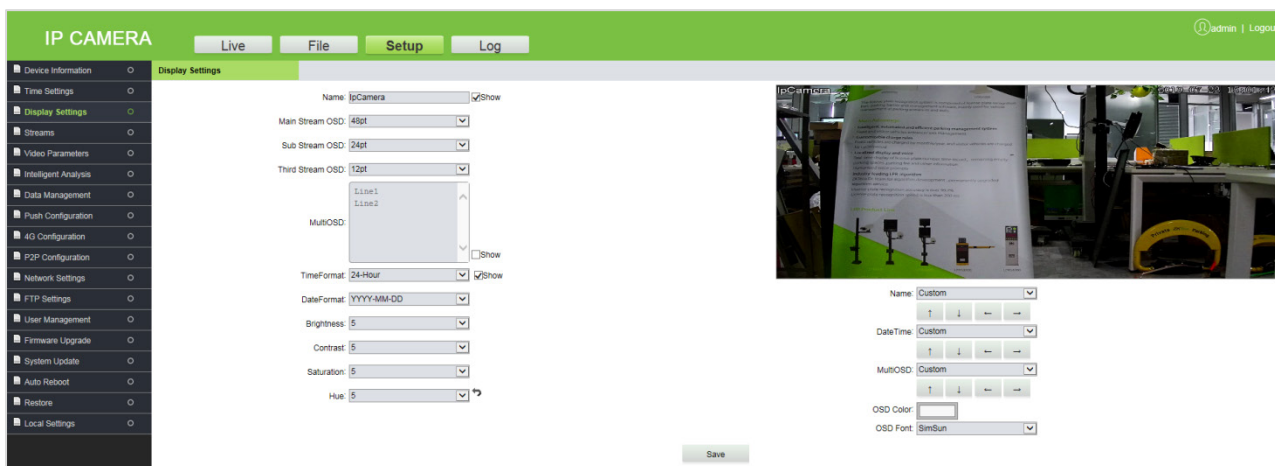 IP CAMERA
Live
File
Setup
Log
admin | Logou
Device Information
Time Settings
Display Settings
Streams
Video Parameters
Intelligent Analysis
Data Management
Push Configuration
4G Configuration
P2P Configuration
Network Settings
FTP Settings
User Management
Firmware Upgrade
System Update
Auto Reboot
Restore
Local Settings
Display Settings
Name: IpCamera Show
Main Stream OSD: 48pt
Sub Stream OSD: 24pt
Third Stream OSD: 12pt
MultiOSD:
Line1
Line2
Show
TimeFormat: 24-Hour Show
DateFormat: YYYY-MM-DD
Brightness: 5
Contrast: 5
Saturation: 5
Hue: 5
IpCamera
Name: Custom
↑ ↓ ← →
DateTime: Custom
↑ ↓ ← →
MultiOSD: Custom
↑ ↓ ← →
OSD Color:
OSD Font: SimSun
Save